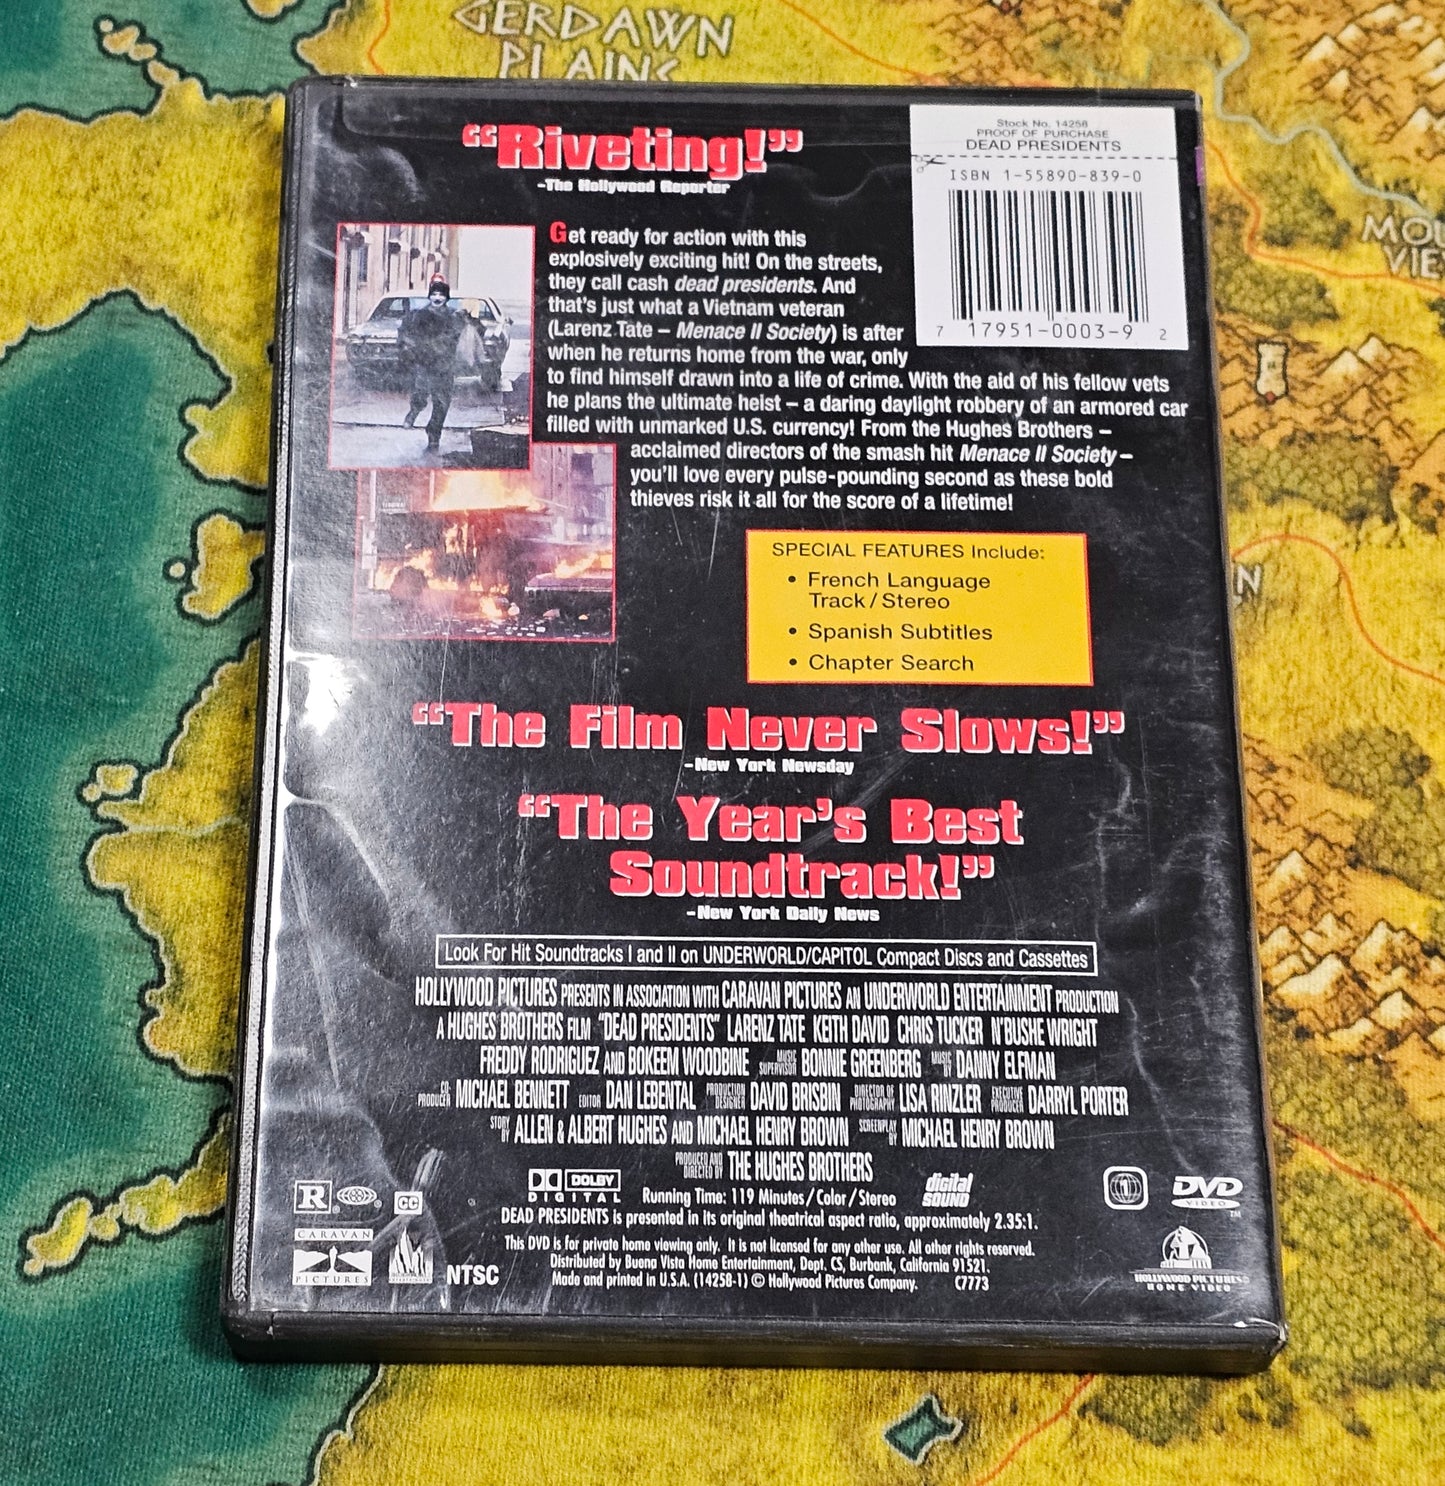 GERDAWN
PLAINS
"Riveting!"
-The Hollywood Reporter
Stock No. 14258
PROOF OF PURCHASE
DEAD PRESIDENTS
ISBN 1-55890-839-0
7 17951-0003-9 2
Get ready for action with this
explosively exciting hit! On the streets,
they call cash dead presidents. And
that's just what a Vietnam veteran
(Larenz Tate – Menace II Society) is after
when he returns home from the war, only
to find himself drawn into a life of crime. With the aid of his fellow vets
he plans the ultimate heist – a daring daylight robbery of an armored car
filled with unmarked U.S. currency! From the Hughes Brothers –
acclaimed directors of the smash hit Menace II Society –
you'll love every pulse-pounding second as these bold
thieves risk it all for the score of a lifetime!
SPECIAL FEATURES Include:
• French Language
Track / Stereo
• Spanish Subtitles
• Chapter Search
"The Film Never Slows!"
-New York Newsday
"The Year's Best
Soundtrack!"
-New York Daily News
Look For Hit Soundtracks I and II on UNDERWORLD/CAPITOL Compact Discs and Cassettes
HOLLYWOOD PICTURES PRESENTS IN ASSOCIATION WITH CARAVAN PICTURES AN UNDERWORLD ENTERTAINMENT PRODUCTION
A HUGHES BROTHERS FILM "DEAD PRESIDENTS" LARENZ TATE KEITH DAVID CHRIS TUCKER N'BUSHE WRIGHT
FREDDY RODRIGUEZ AND BOKEEM WOODBINE MUSIC SUPERVISOR BONNIE GREENBERG MUSIC BY DANNY ELFMAN
CO-PRODUCER MICHAEL BENNETT EDITOR DAN LEBENTAL PRODUCTION DESIGNER DAVID BRISBIN DIRECTOR OF PHOTOGRAPHY LISA RINZLER EXECUTIVE PRODUCER DARRYL PORTER
STORY BY ALLEN & ALBERT HUGHES AND MICHAEL HENRY BROWN SCREENPLAY BY MICHAEL HENRY BROWN
PRODUCED AND DIRECTED BY THE HUGHES BROTHERS
R CC
DOLBY DIGITAL
Running Time: 119 Minutes / Color / Stereo
digital SOUND
1
DVD VIDEO TM
DEAD PRESIDENTS is presented in its original theatrical aspect ratio, approximately 2.35:1.
CARAVAN
PICTURES
NTSC
This DVD is for private home viewing only. It is not licensed for any other use. All other rights reserved.
Distributed by Buena Vista Home Entertainment, Dept. CS, Burbank, California 91521.
Made and printed in U.S.A. (14258-1) © Hollywood Pictures Company. C7773
HOLLYWOOD PICTURES
HOME VIDEO